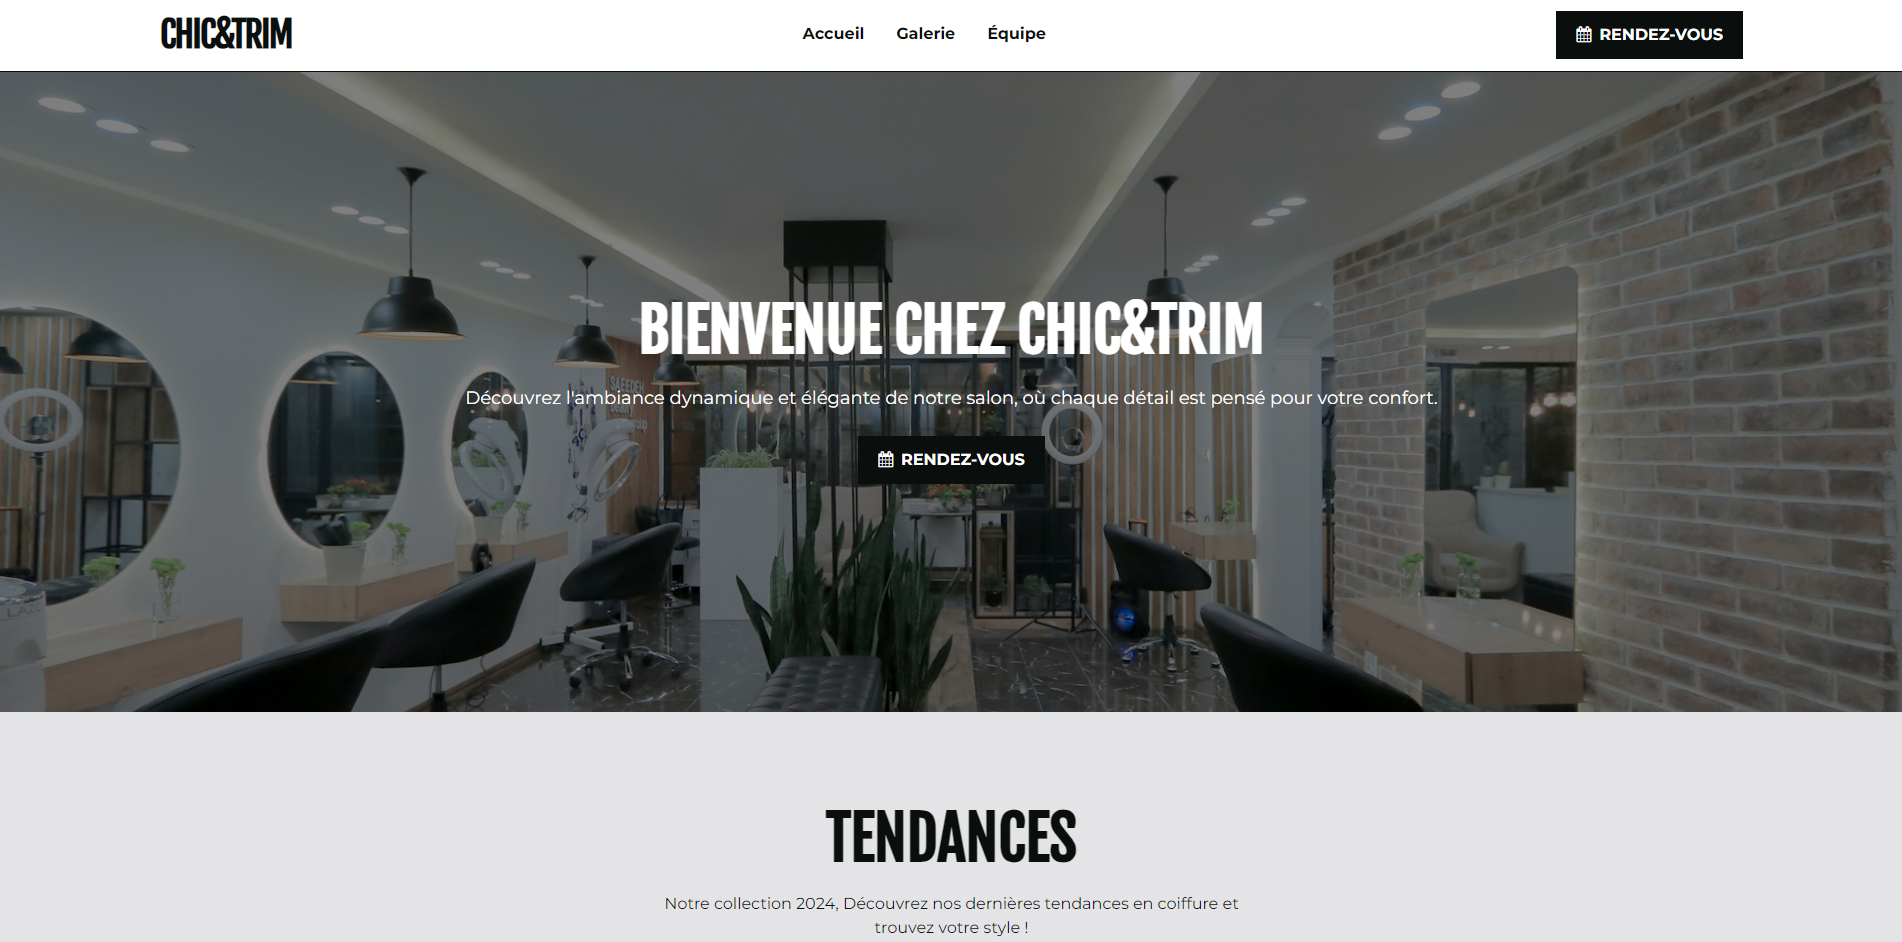 CHIC&TRIM
Accueil
Galerie
Équipe
RENDEZ-VOUS
BIENVENUE CHEZ CHIC&TRIM
Découvrez l'ambiance dynamique et élégante de notre salon, où chaque détail est pensé pour votre confort.
RENDEZ-VOUS
TENDANCES
Notre collection 2024, Découvrez nos dernières tendances en coiffure et
trouvez votre style !